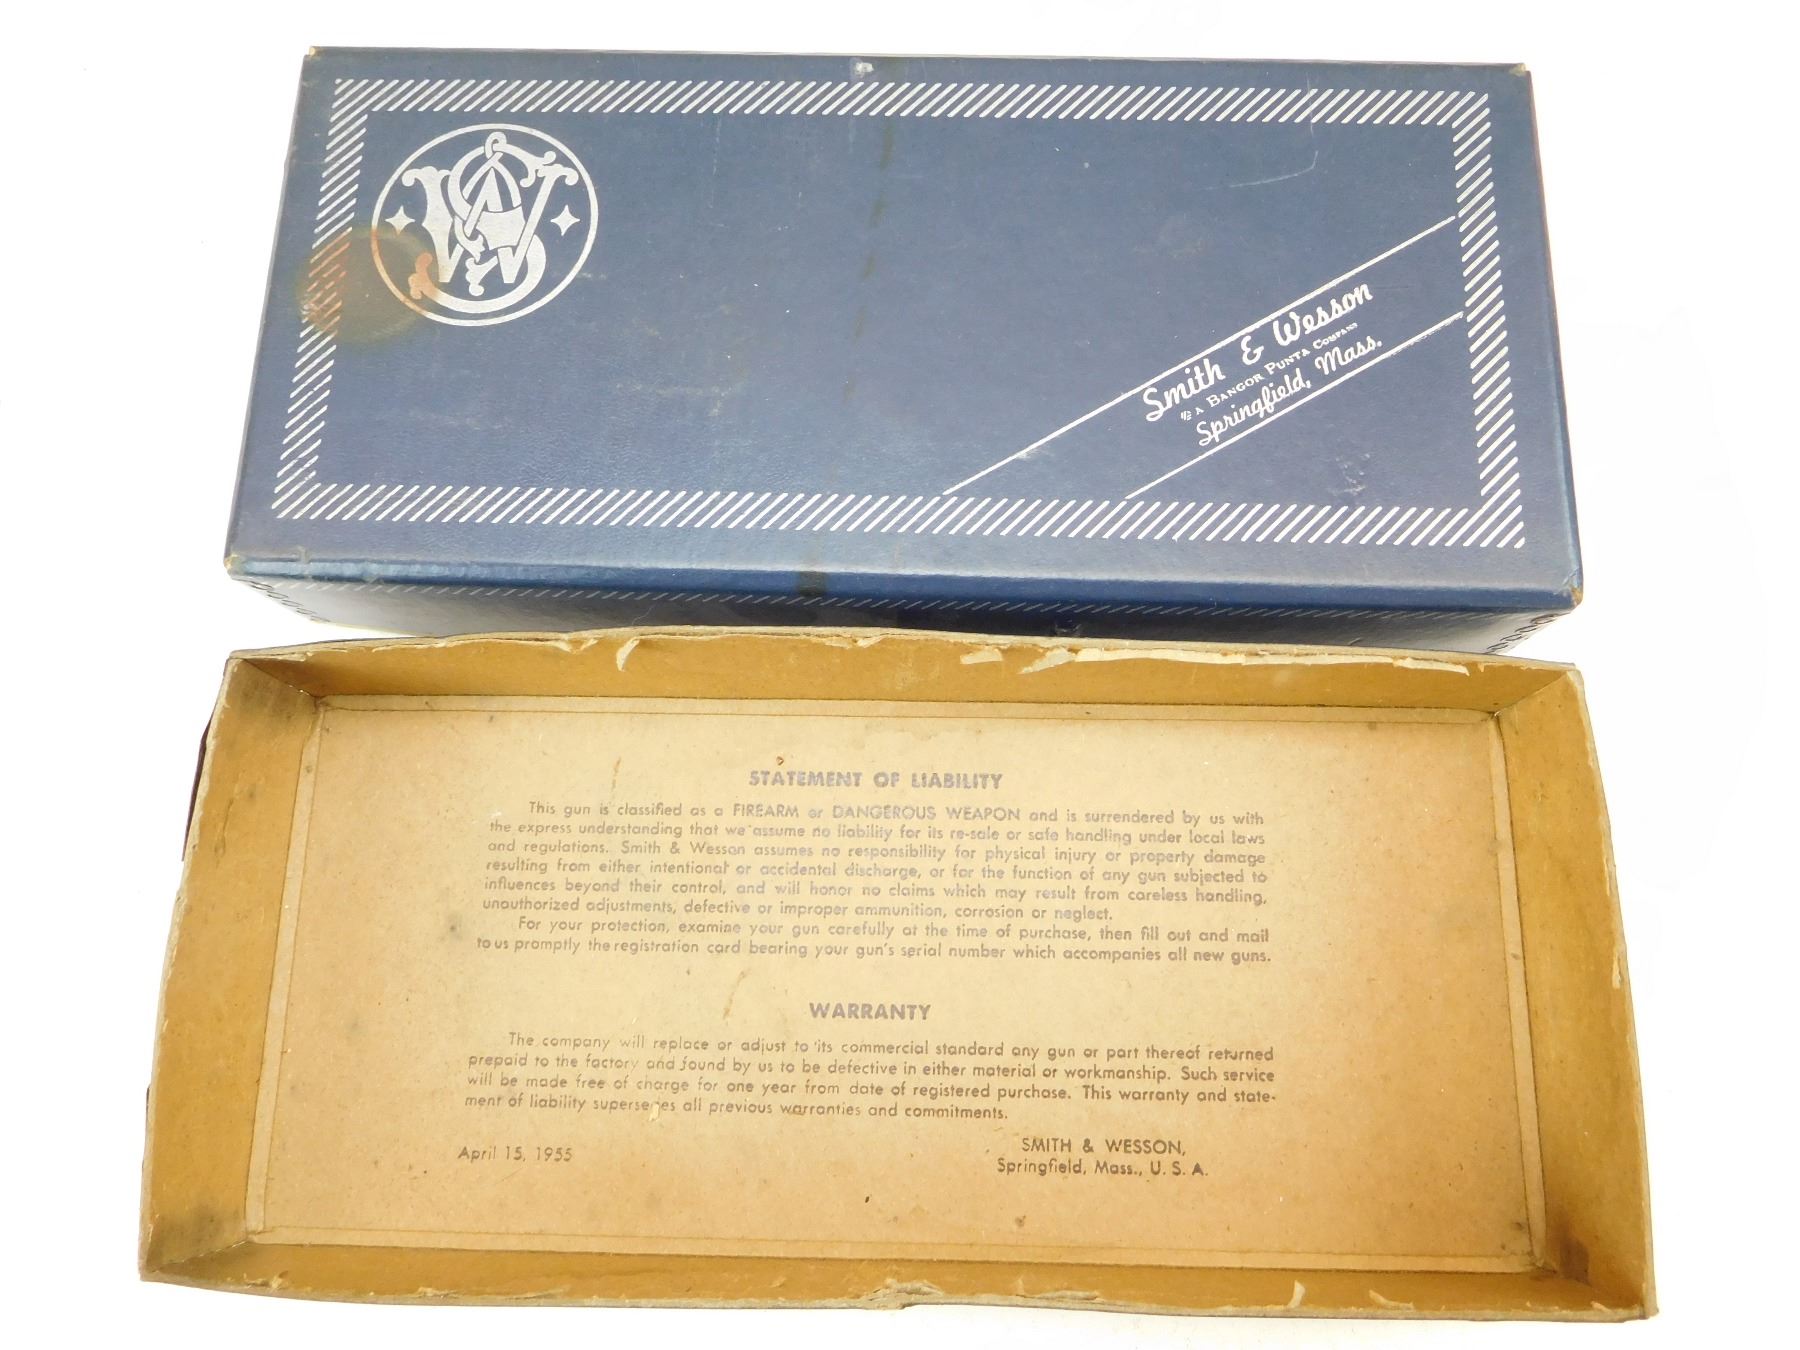 SW
Smith & Wesson
A BANGOR PUNTA COMPANY
Springfield, Mass.
STATEMENT OF LIABILITY
This gun is classified as a FIREARM or DANGEROUS WEAPON and is surrendered by us with
the express understanding that we assume no liability for its re-sale or safe handling under local laws
and regulations. Smith & Wesson assumes no responsibility for physical injury or property damage
resulting from either intentional or accidental discharge, or for the function of any gun subjected to
influences beyond their control, and will honor no claims which may result from careless handling,
unauthorized adjustments, defective or improper ammunition, corrosion or neglect.
For your protection, examine your gun carefully at the time of purchase, then fill out and mail
to us promptly the registration card bearing your gun's serial number which accompanies all new guns.
WARRANTY
The company will replace or adjust to its commercial standard any gun or part thereof returned
prepaid to the factory and found by us to be defective in either material or workmanship. Such service
will be made free of charge for one year from date of registered purchase. This warranty and state-
ment of liability supersedes all previous warranties and commitments.
April 15, 1955
SMITH & WESSON,
Springfield, Mass., U. S. A.